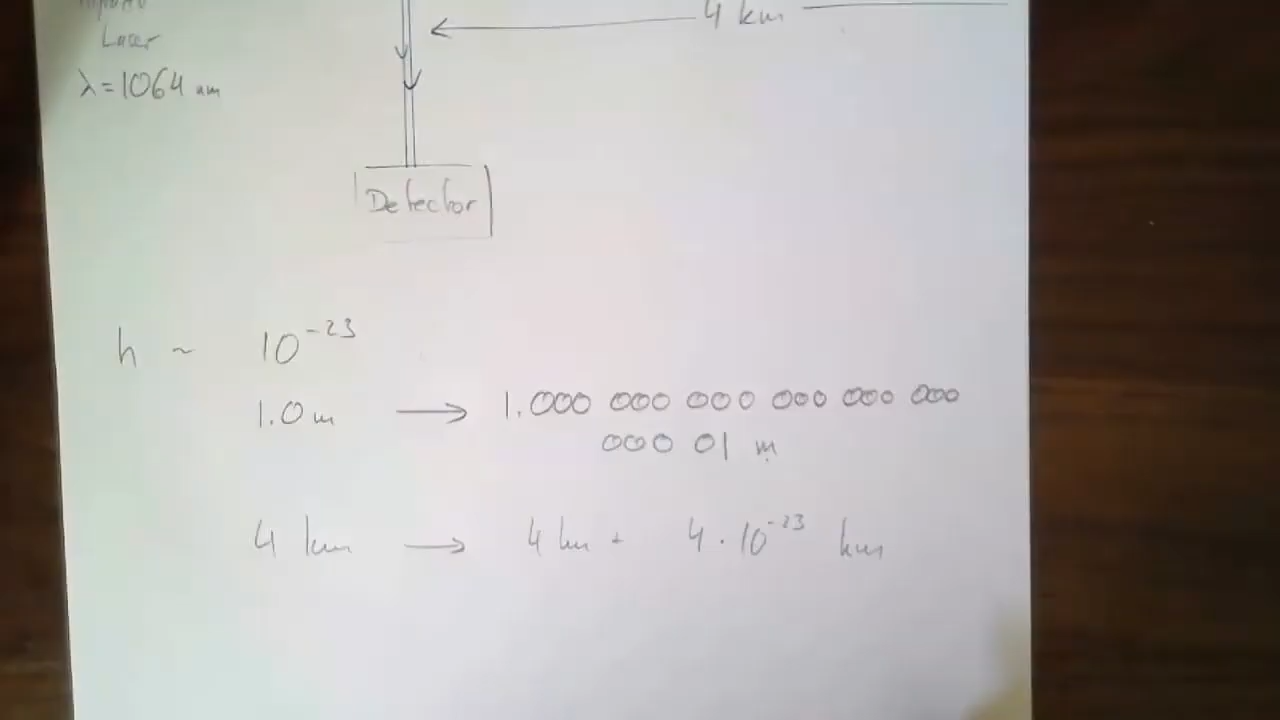 Laser
λ = 1064 nm
4 km
Detector
h ~ 10⁻²³
1.0 m → 1.000 000 000 000 000 000
000 01 m
4 km → 4 km + 4 · 10⁻²³ km